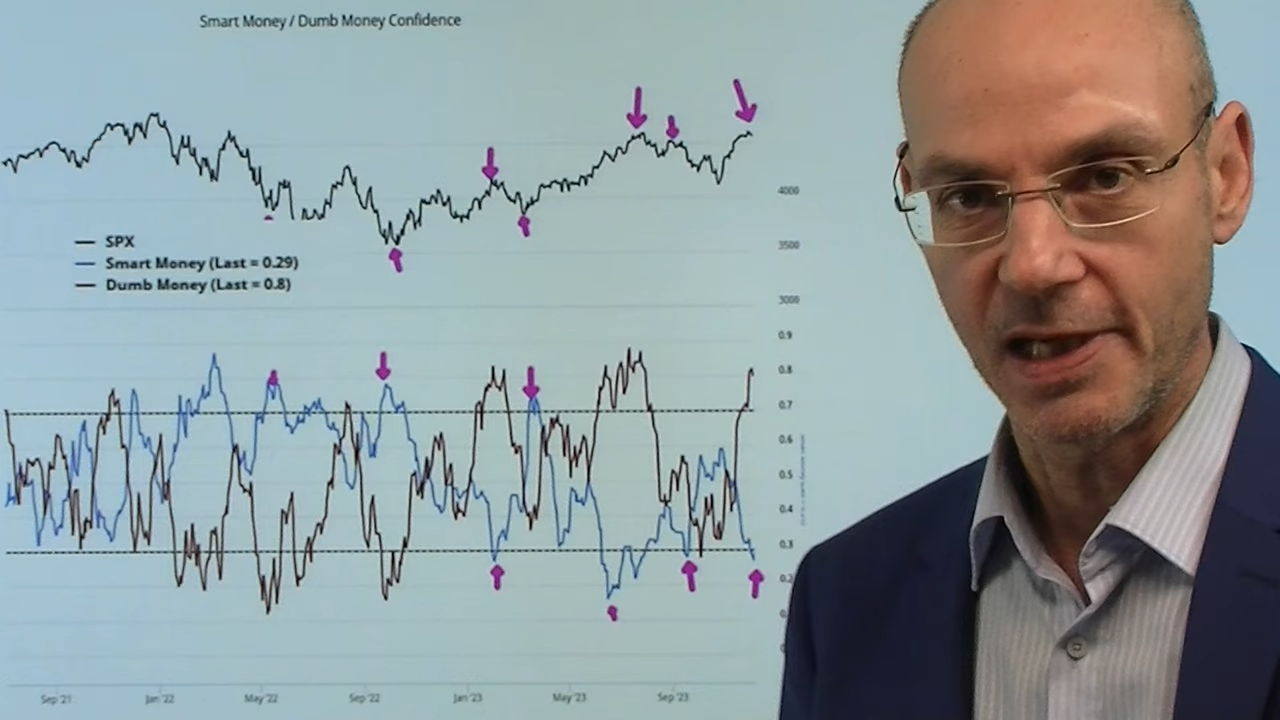 Smart Money / Dumb Money Confidence
4000
SPX
3500
Smart Money (Last = 0.29)
Dumb Money (Last = 0.8)
3000
0.9
0.8
0.7
0.6
0.5
0.4
0.3
Sep '21
Jan '22
May '22
Sep '22
Jan '23
May '23
Sep '23